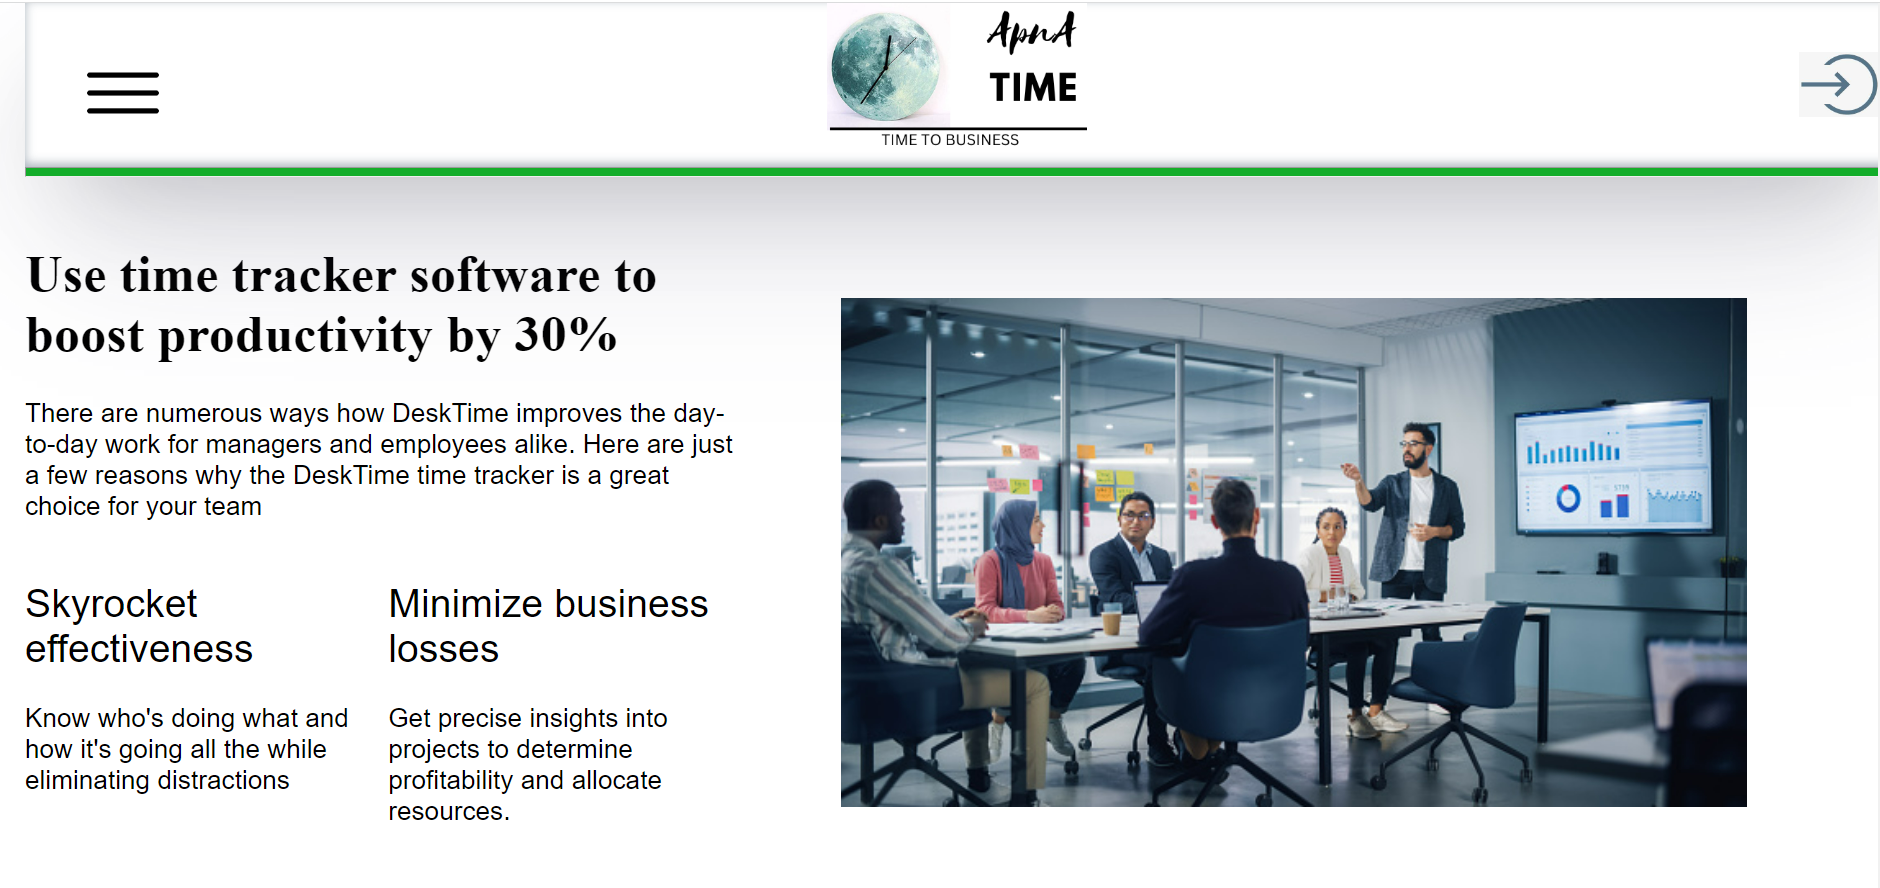 ApnA
TIME
TIME TO BUSINESS
Use time tracker software to
boost productivity by 30%
There are numerous ways how DeskTime improves the day-
to-day work for managers and employees alike. Here are just
a few reasons why the DeskTime time tracker is a great
choice for your team
Skyrocket
effectiveness
Know who's doing what and
how it's going all the while
eliminating distractions
Minimize business
losses
Get precise insights into
projects to determine
profitability and allocate
resources.